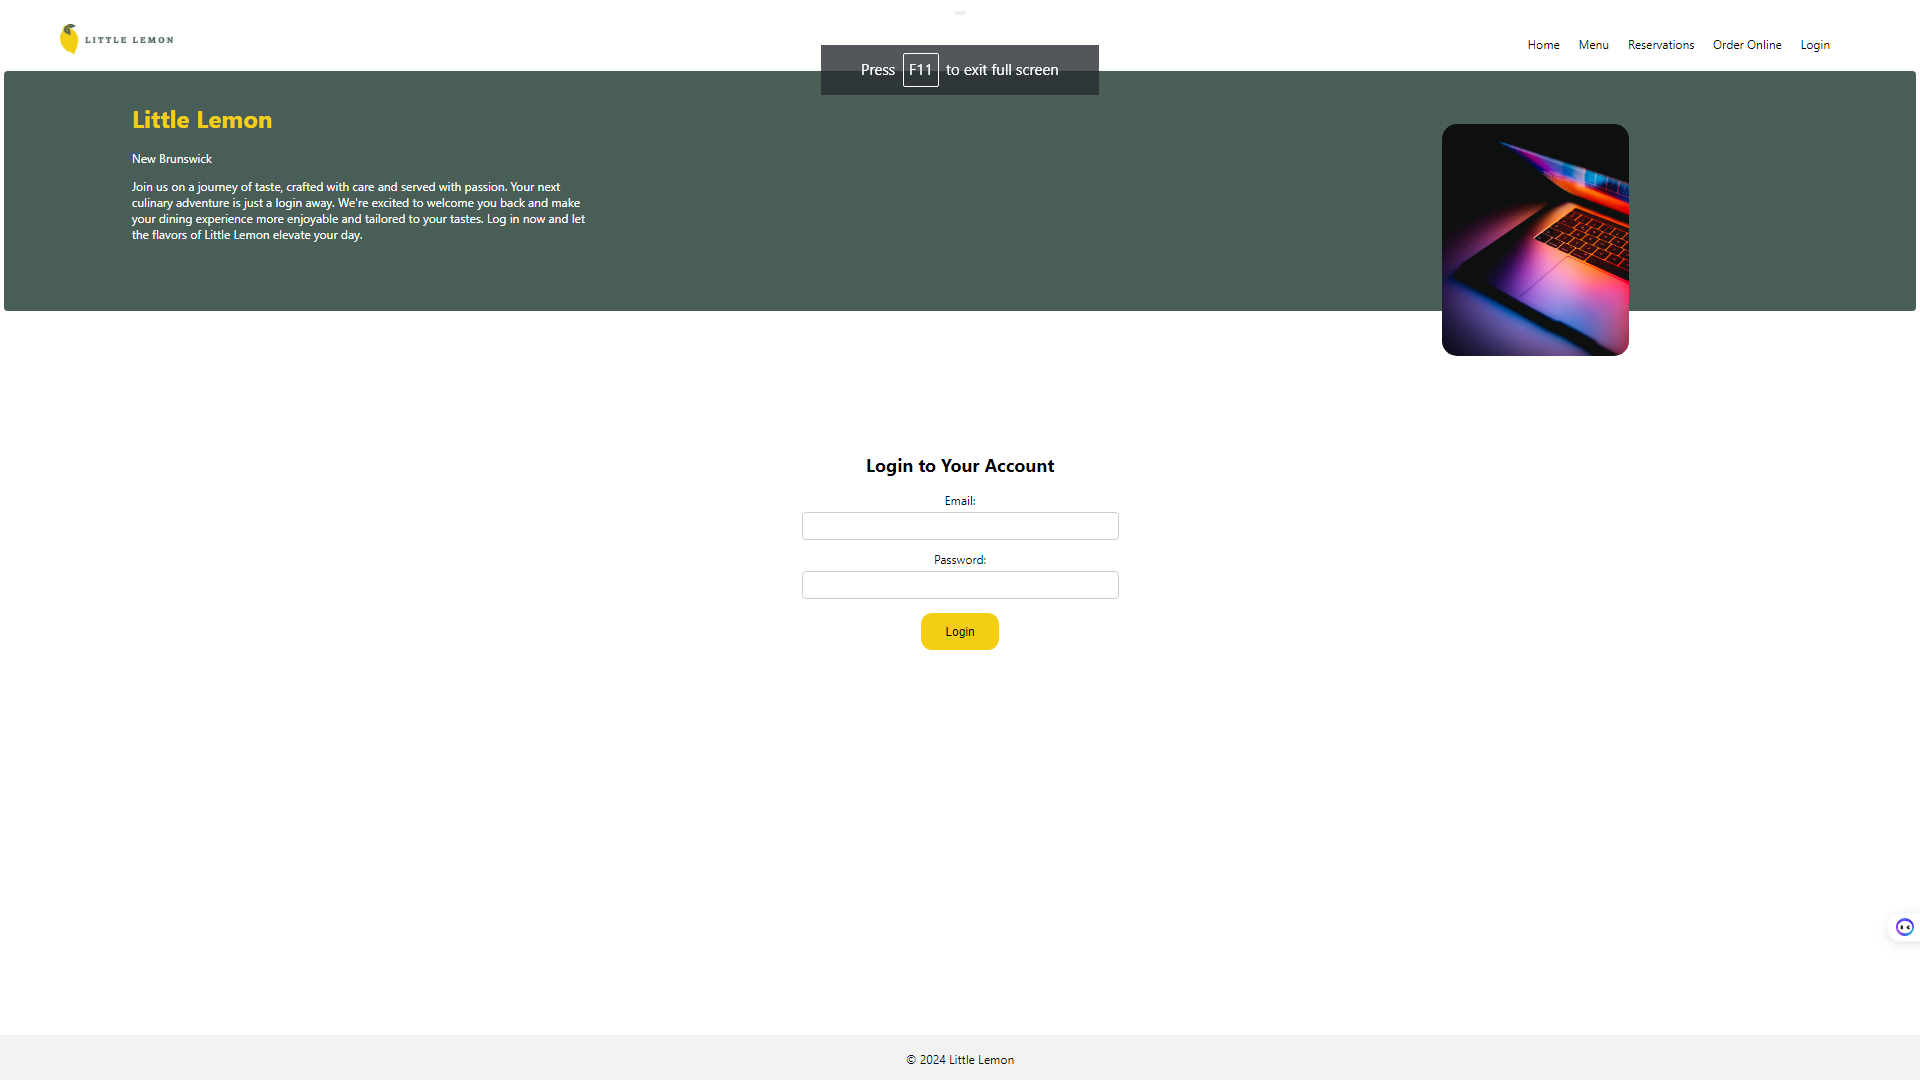 LITTLE LEMON
Home Menu Reservations Order Online Login
Press F11 to exit full screen
Little Lemon
New Brunswick
Join us on a journey of taste, crafted with care and served with passion. Your next
culinary adventure is just a login away. We're excited to welcome you back and make
your dining experience more enjoyable and tailored to your tastes. Log in now and let
the flavors of Little Lemon elevate your day.
Login to Your Account
Email:
Password:
Login
© 2024 Little Lemon